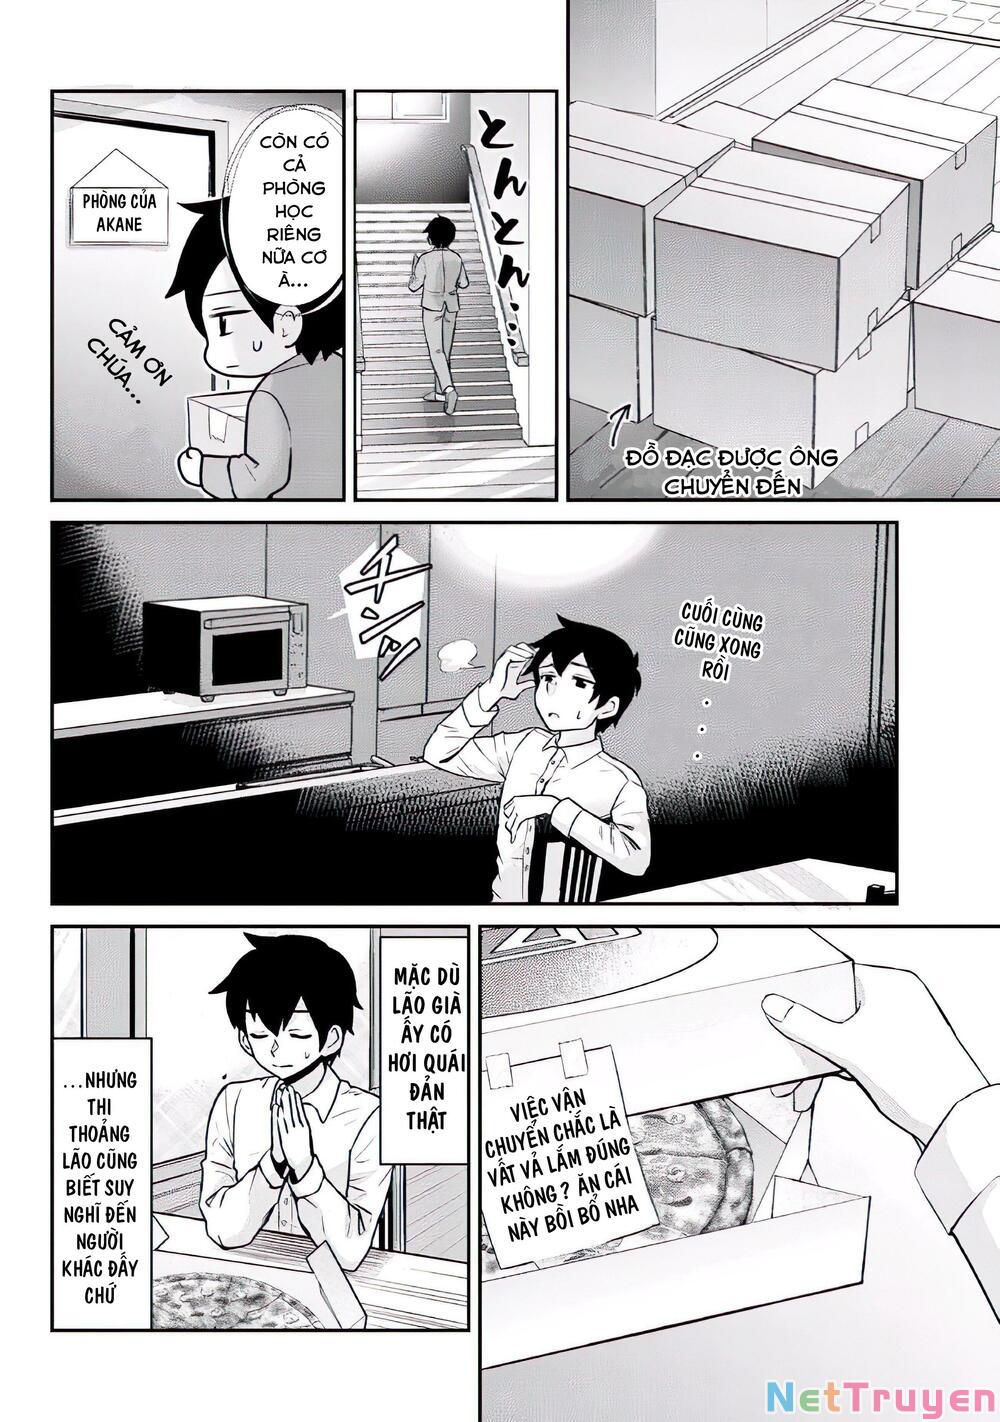 ĐỒ ĐẠC ĐƯỢC ÔNG
CHUYỂN ĐẾN
とんとん…
CÒN CÓ
CẢ
PHÒNG
HỌC
RIÊNG
NỮA CƠ
À...
PHÒNG CỦA
AKANE
CẢM ƠN
CHÚA...
CUỐI CÙNG
CŨNG XONG
RỒI
...
チンッ
VIỆC VẬN
CHUYỂN CHẮC LÀ
VẤT VẢ LẮM ĐÚNG
KHÔNG? ĂN CÁI
NÀY BỒI BỔ NHA
MẶC DÙ
LÃO GIÀ
ẤY CÓ
HƠI QUÁI
ĐẢN
THẬT
...NHƯNG
THI
THOẢNG
LÃO CŨNG
BIẾT SUY
NGHĨ ĐẾN
NGƯỜI
KHÁC ĐẤY
CHỨ
NetTruyen